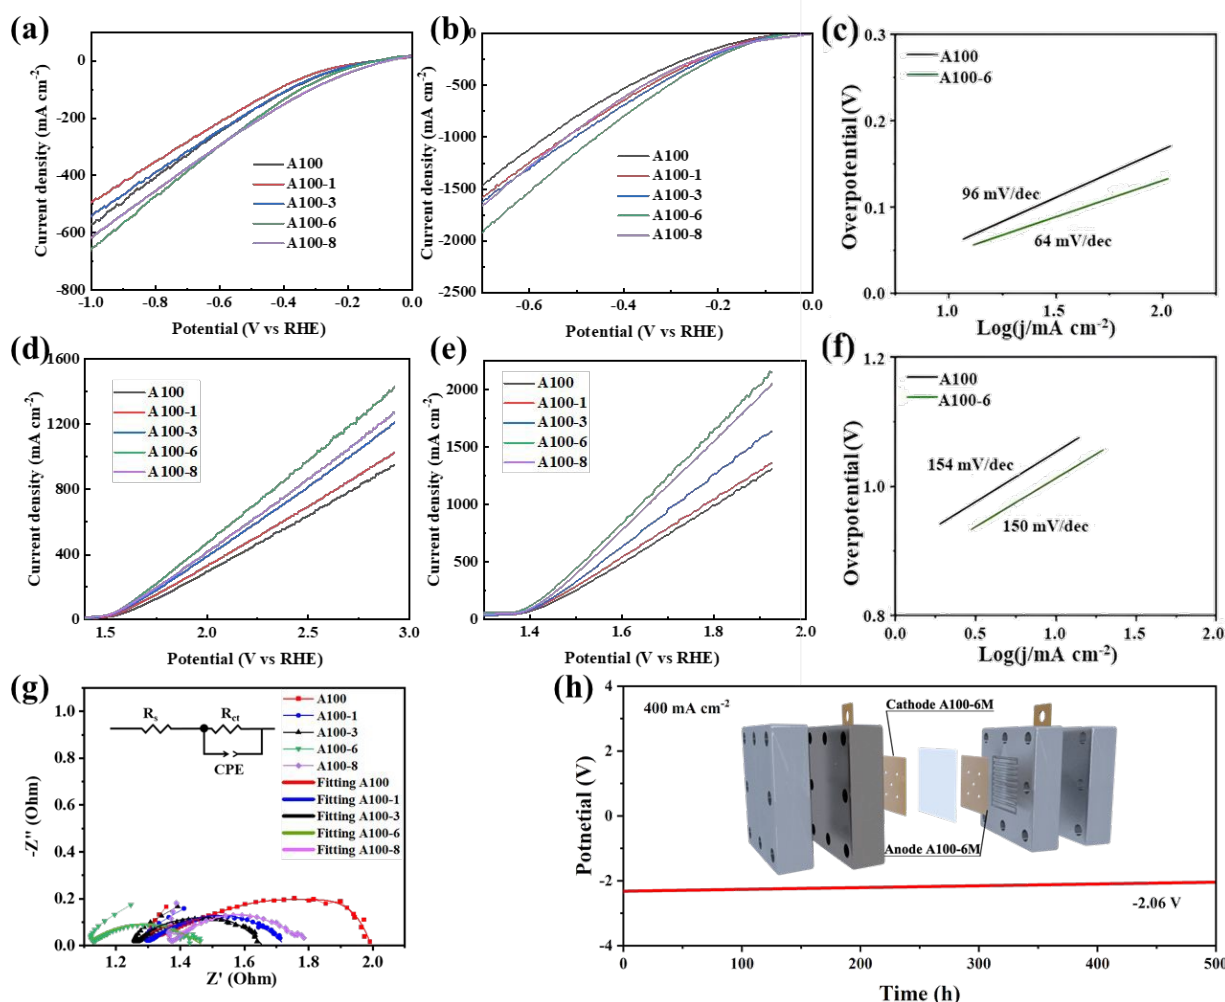 (a)
0
-200
-400
-600
-800
-1.0
-0.8
-0.6
-0.4
-0.2
0.0
Current density (mA cm-2)
Potential (V vs RHE)
A100
A100-1
A100-3
A100-6
A100-8
(b)
0
-500
-1000
-1500
-2000
-2500
-0.6
-0.4
-0.2
0.0
Current density (mA cm-2)
Potential (V vs RHE)
A100
A100-1
A100-3
A100-6
A100-8
(c)
0.3
0.2
0.1
0.0
1.0
1.5
2.0
Overpotential (V)
Log(j/mA cm-2)
A100
A100-6
96 mV/dec
64 mV/dec
(d)
1600
1200
800
400
0
1.5
2.0
2.5
3.0
Current density (mA cm-2)
Potential (V vs RHE)
A100
A100-1
A100-3
A100-6
A100-8
(e)
2000
1500
1000
500
0
1.4
1.6
1.8
2.0
Current density (mA cm-2)
Potential (V vs RHE)
A100
A100-1
A100-3
A100-6
A100-8
(f)
1.2
1.0
0.8
0.0
0.5
1.0
1.5
2.0
Overpotential (V)
Log(j/mA cm-2)
A100
A100-6
154 mV/dec
150 mV/dec
(g)
1.0
0.8
0.6
0.4
0.2
0.0
1.2
1.4
1.6
1.8
2.0
-Z'' (Ohm)
Z' (Ohm)
Rs
Rct
CPE
A100
A100-1
A100-3
A100-6
A100-8
Fitting A100
Fitting A100-1
Fitting A100-3
Fitting A100-6
Fitting A100-8
(h)
4
2
0
-2
-4
0
100
200
300
400
500
Potnetial (V)
Time (h)
400 mA cm-2
Cathode A100-6M
Anode A100-6M
-2.06 V